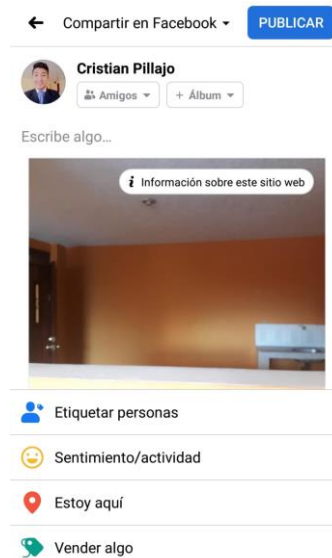 Compartir en Facebook
PUBLICAR
Cristian Pillajo
Amigos
+ Álbum
Escribe algo...
i Información sobre este sitio web
Etiquetar personas
Sentimiento/actividad
Estoy aquí
Vender algo